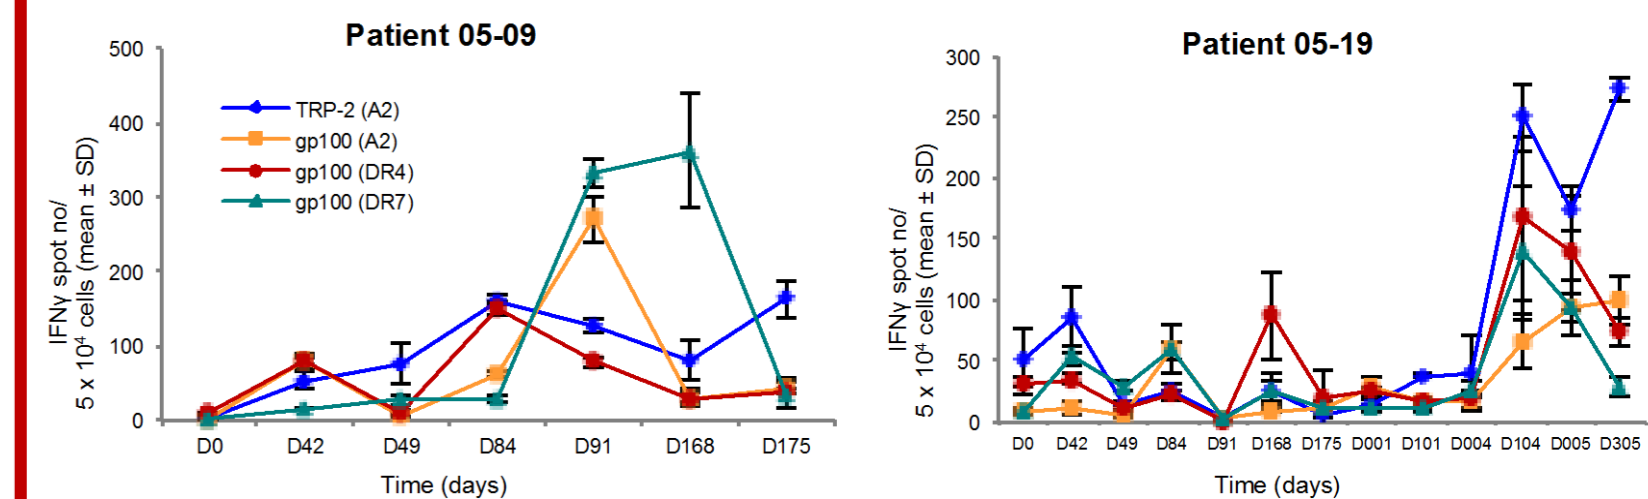 Patient 05-09
500
400
300
200
100
0
IFNγ spot no/
5 x 10⁴ cells (mean ± SD)
TRP-2 (A2)
gp100 (A2)
gp100 (DR4)
gp100 (DR7)
D0 D42 D49 D84 D91 D168 D175
Time (days)
Patient 05-19
300
250
200
150
100
50
0
IFNγ spot no/
5 x 10⁴ cells (mean ± SD)
D0 D42 D49 D84 D91 D168 D175 D001 D101 D004 D104 D005 D305
Time (days)